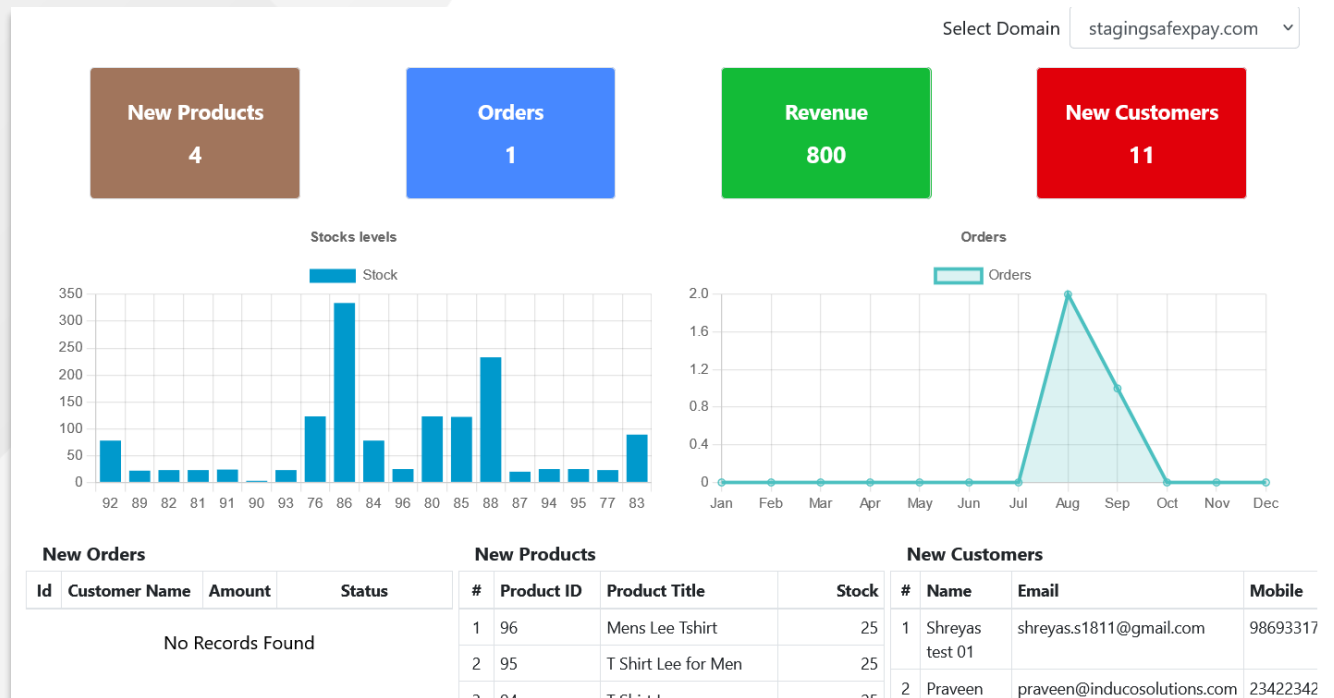 Select Domain stagingsafexpay.com
New Products Orders Revenue New Customers
4 1 800 11
Stocks levels
Stock
350
300
250
200
150
100
50
0
92 89 82 81 91 90 93 76 86 84 96 80 85 88 87 94 95 77 83
Orders
Orders
2.0
1.6
1.2
0.8
0.4
0
Jan Feb Mar Apr May Jun Jul Aug Sep Oct Nov Dec
New Orders
Id Customer Name Amount Status
No Records Found
New Products
# Product ID Product Title Stock
1 96 Mens Lee Tshirt 25
2 95 T Shirt Lee for Men 25
New Customers
# Name Email Mobile
1 Shreyas shreyas.s1811@gmail.com 98693317
test 01
2 Praveen praveen@inducosolutions.com 23422342